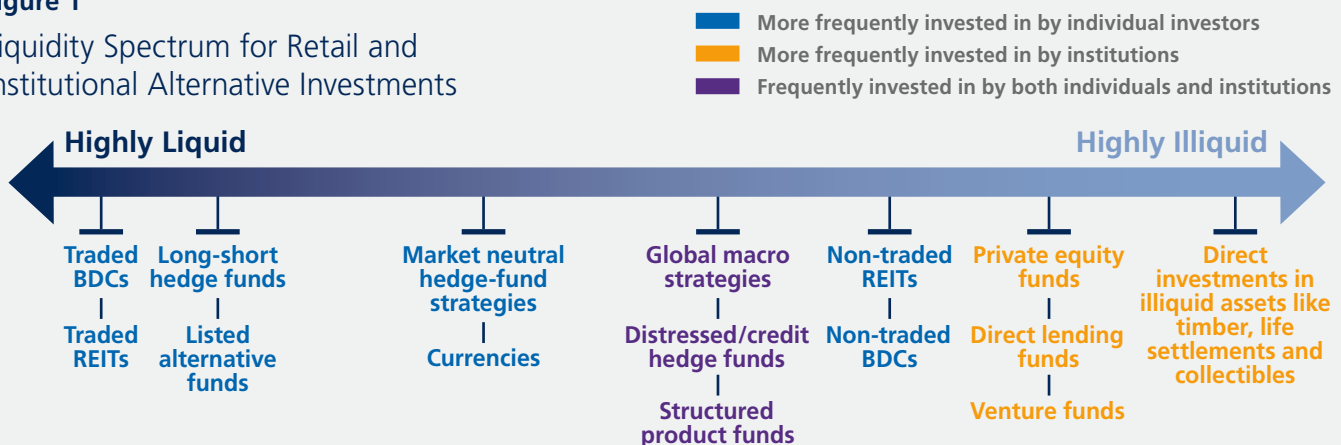 igure 1
iquidity Spectrum for Retail and
nstitutional Alternative Investments
More frequently invested in by individual investors
More frequently invested in by institutions
Frequently invested in by both individuals and institutions
Highly Liquid
Highly Illiquid
Traded
BDCs
Traded
REITs
Long-short
hedge funds
Listed
alternative
funds
Market neutral
hedge-fund
strategies
Currencies
Global macro
strategies
Distressed/credit
hedge funds
Structured
product funds
Non-traded
REITs
Non-traded
BDCs
Private equity
funds
Direct lending
funds
Venture funds
Direct
investments in
illiquid assets like
timber, life
settlements and
collectibles